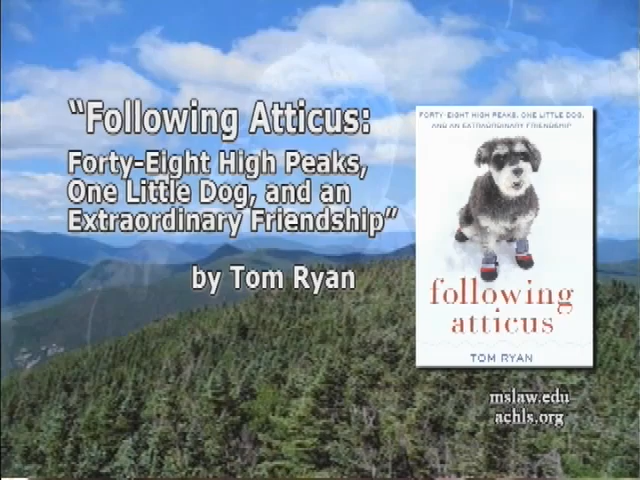 “Following Atticus:
Forty-Eight High Peaks,
One Little Dog, and an
Extraordinary Friendship”
by Tom Ryan
FORTY-EIGHT HIGH PEAKS, ONE LITTLE DOG,
AND AN EXTRAORDINARY FRIENDSHIP
following
atticus
TOM RYAN
mslaw.edu
achls.org